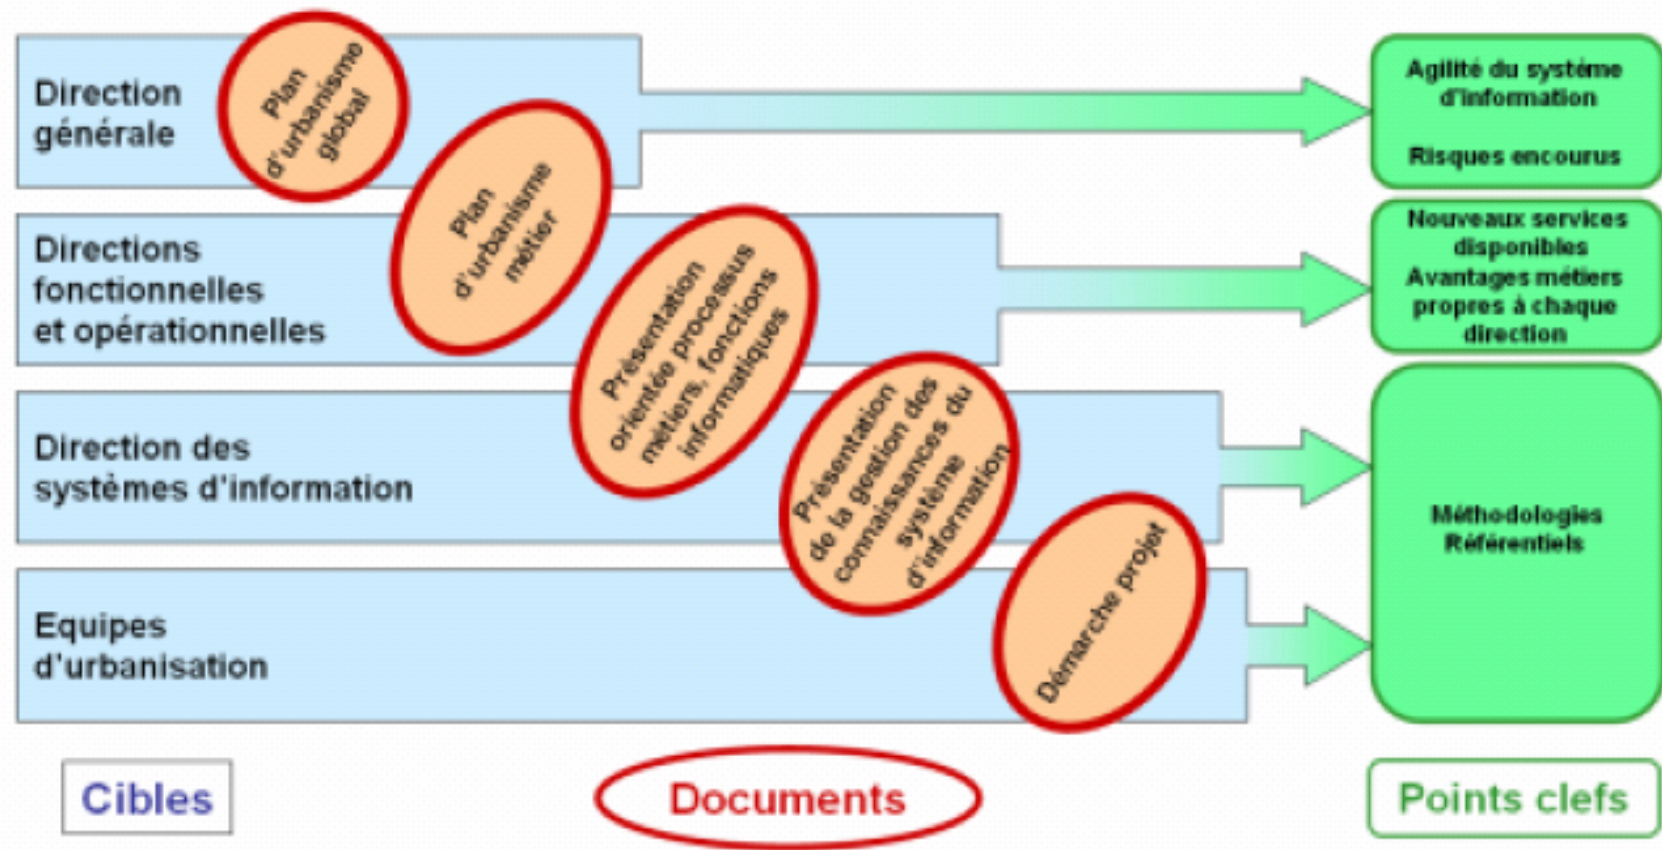 Direction
générale
Plan
d'urbanisme
global
Agilité du système
d'information
Risques encourus
Plan
d'urbanisme
métier
Directions
fonctionnelles
et opérationnelles
Nouveaux services
disponibles
Avantages métiers
propres à chaque
direction
Présentation
orientée processus
métiers, fonctions
informatiques
Direction des
systèmes d'information
Présentation
de la gestion des
connaissances du
système
d'information
Méthodologies
Référentiels
Equipes
d'urbanisation
Démarche projet
Cibles
Documents
Points clefs